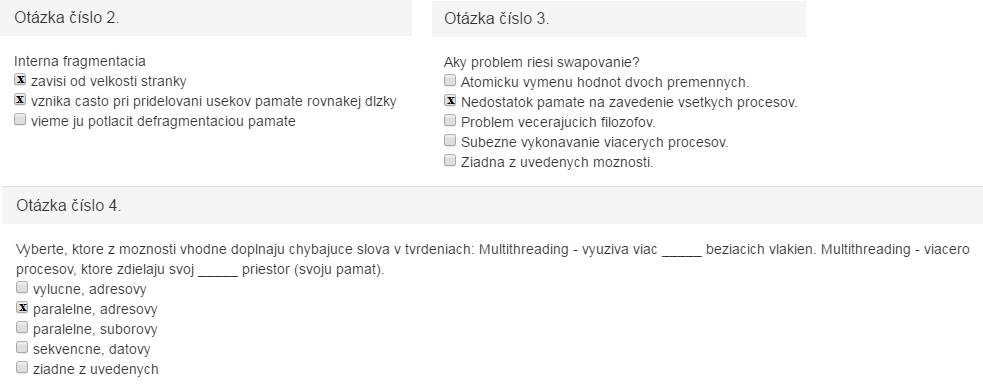 Otázka číslo 2.
Interna fragmentacia
x zavisi od velkosti stranky
x vznika casto pri pridelovani usekov pamate rovnakej dlzky
vieme ju potlacit defragmentaciou pamate
Otázka číslo 3.
Aky problem riesi swapovanie?
Atomicku vymenu hodnot dvoch premennych.
x Nedostatok pamate na zavedenie vsetkych procesov.
Problem vecerajucich filozofov.
Subezne vykonavanie viacerych procesov.
Ziadna z uvedenych moznosti.
Otázka číslo 4.
Vyberte, ktore z moznosti vhodne doplnaju chybajuce slova v tvrdeniach: Multithreading - vyuziva viac _____ beziacich vlakien. Multithreading - viacero
procesov, ktore zdielaju svoj _____ priestor (svoju pamat).
vylucne, adresovy
x paralelne, adresovy
paralelne, suborovy
sekvencne, datovy
ziadne z uvedenych